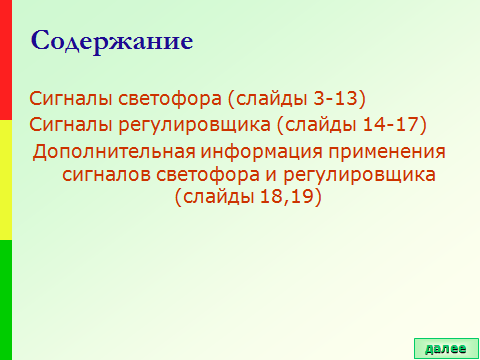 Содержание
Сигналы светофора (слайды 3-13)
Сигналы регулировщика (слайды 14-17)
Дополнительная информация применения
сигналов светофора и регулировщика
(слайды 18,19)
далее